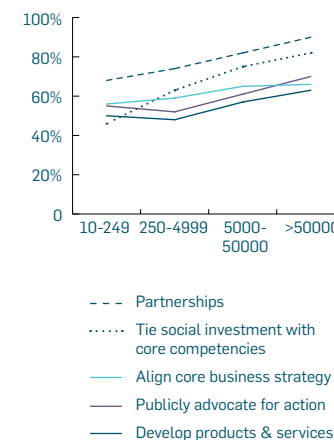 100%
80%
60%
40%
20%
0
10-249 250-4999 5000- >50000
50000
Partnerships
Tie social investment with
core competencies
Align core business strategy
Publicly advocate for action
Develop products & services